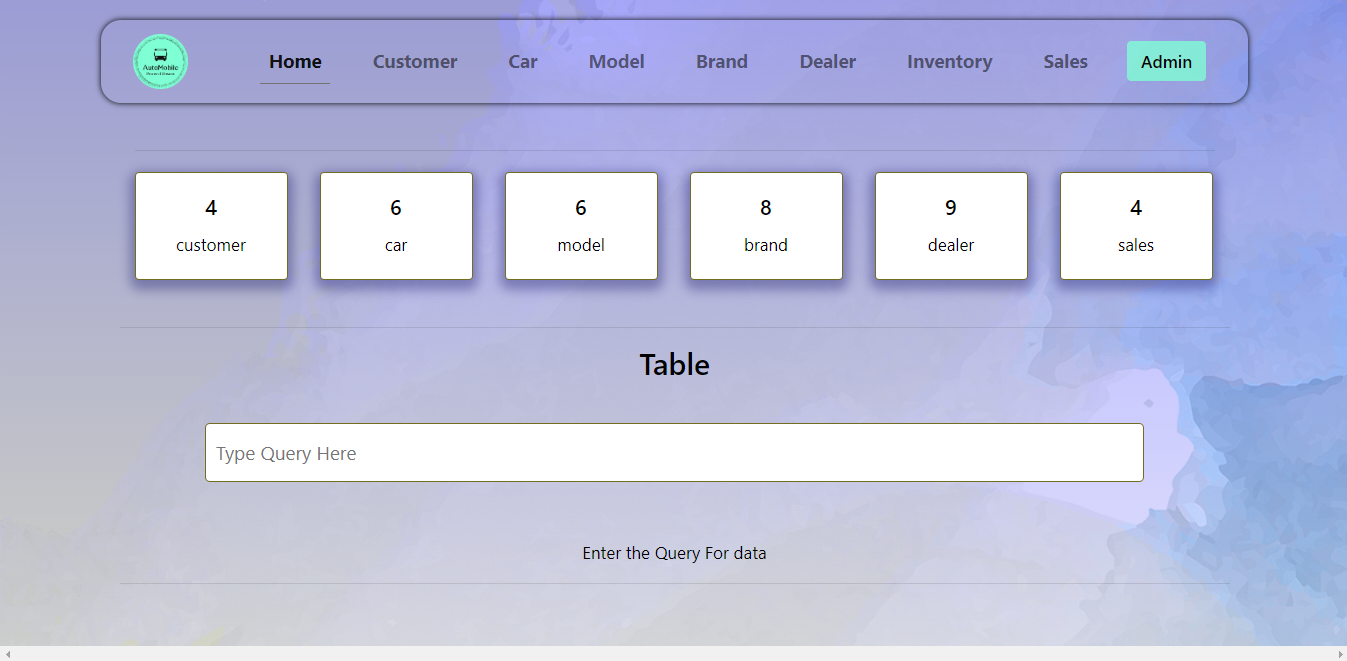 AutoMobile
Home
Customer
Car
Model
Brand
Dealer
Inventory
Sales
Admin
4
customer
6
car
6
model
8
brand
9
dealer
4
sales
Table
Type Query Here
Enter the Query For data